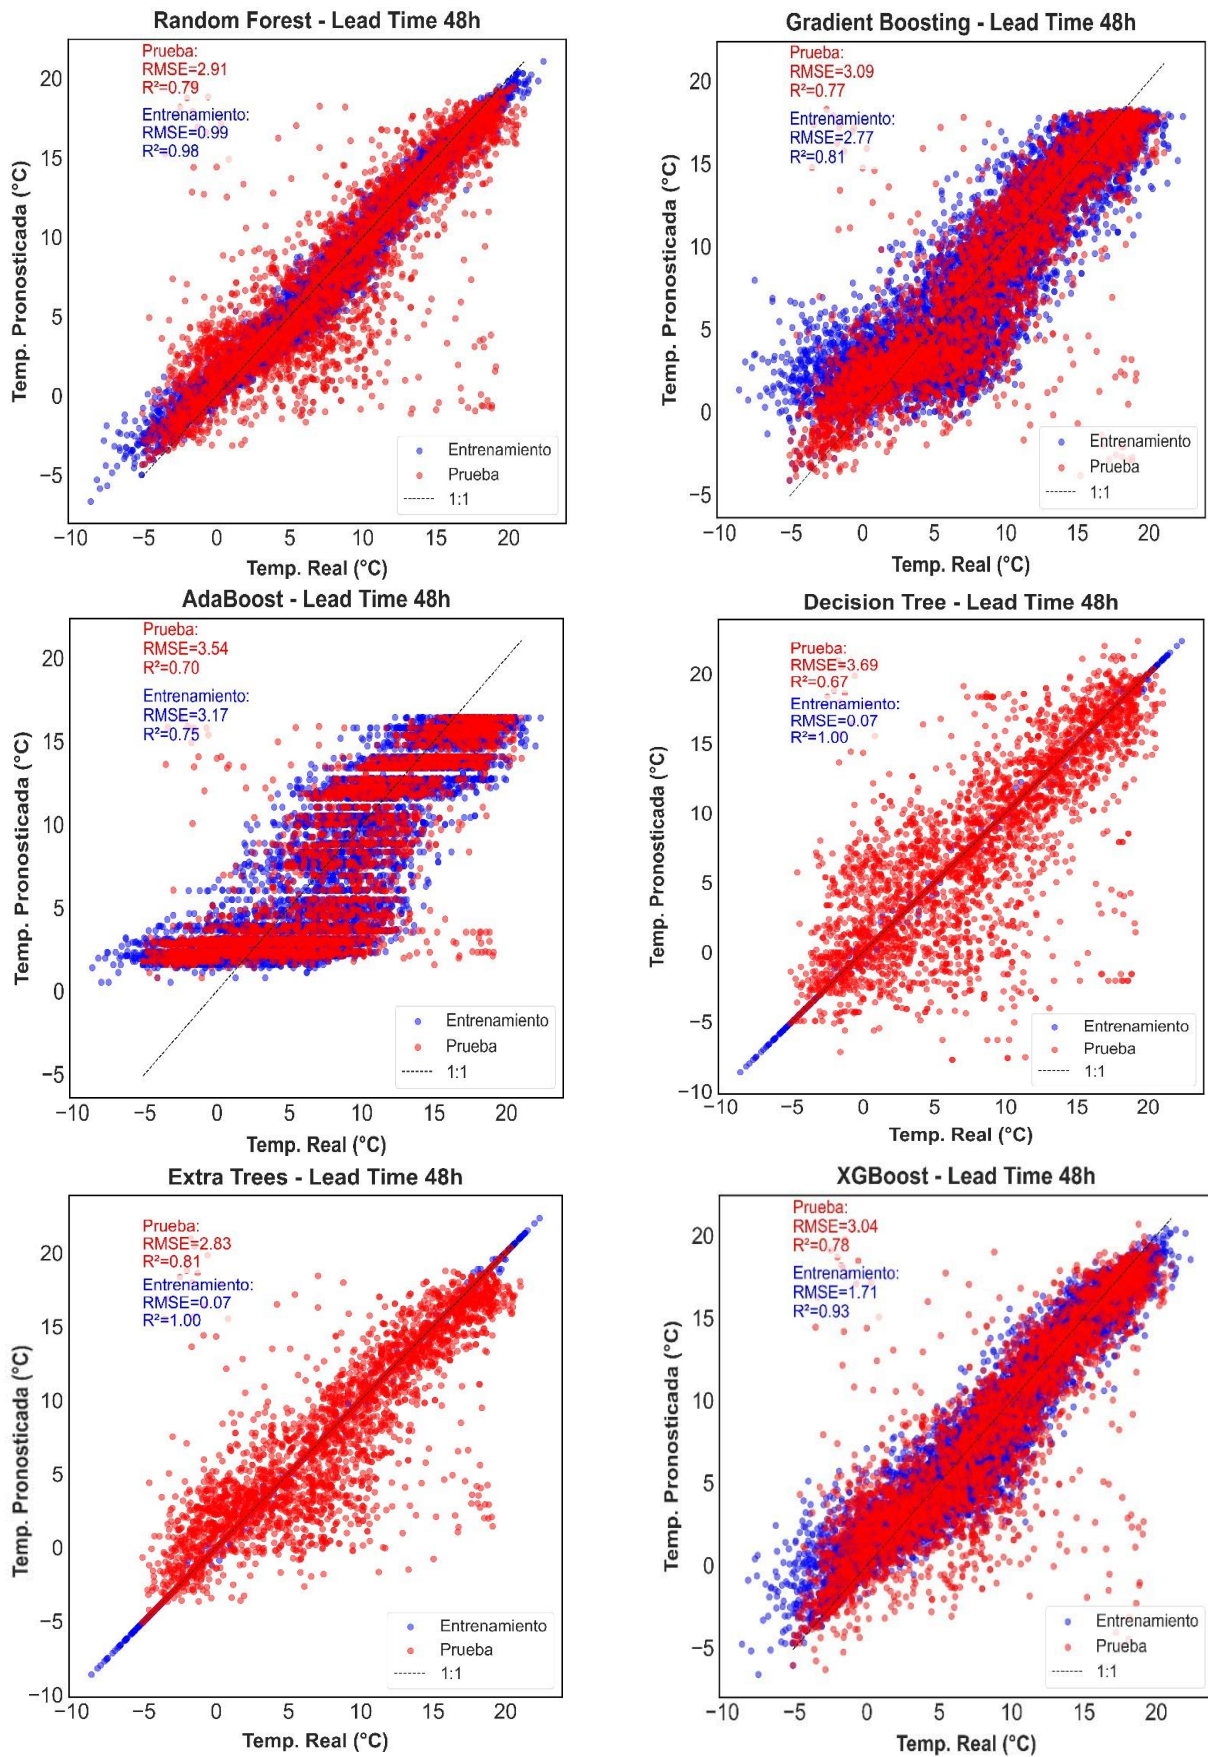 Random Forest - Lead Time 48h
Prueba:
RMSE=2.91
R²=0.79
Entrenamiento:
RMSE=0.99
R²=0.98
Temp. Pronosticada (°C)
20
15
10
5
0
−5
Entrenamiento
Prueba
1:1
−10
−5
0
5
10
15
20
Temp. Real (°C)
Gradient Boosting - Lead Time 48h
Prueba:
RMSE=3.09
R²=0.77
Entrenamiento:
RMSE=2.77
R²=0.81
Temp. Pronosticada (°C)
20
15
10
5
0
−5
Entrenamiento
Prueba
1:1
−10
−5
0
5
10
15
20
Temp. Real (°C)
AdaBoost - Lead Time 48h
Prueba:
RMSE=3.54
R²=0.70
Entrenamiento:
RMSE=3.17
R²=0.75
Temp. Pronosticada (°C)
20
15
10
5
0
−5
Entrenamiento
Prueba
1:1
−10
−5
0
5
10
15
20
Temp. Real (°C)
Decision Tree - Lead Time 48h
Prueba:
RMSE=3.69
R²=0.67
Entrenamiento:
RMSE=0.07
R²=1.00
Temp. Pronosticada (°C)
20
15
10
5
0
−5
−10
Entrenamiento
Prueba
1:1
−10
−5
0
5
10
15
20
Temp. Real (°C)
Extra Trees - Lead Time 48h
Prueba:
RMSE=2.83
R²=0.81
Entrenamiento:
RMSE=0.07
R²=1.00
Temp. Pronosticada (°C)
20
15
10
5
0
−5
−10
Entrenamiento
Prueba
1:1
−10
−5
0
5
10
15
20
Temp. Real (°C)
XGBoost - Lead Time 48h
Prueba:
RMSE=3.04
R²=0.78
Entrenamiento:
RMSE=1.71
R²=0.93
Temp. Pronosticada (°C)
20
15
10
5
0
−5
Entrenamiento
Prueba
1:1
−10
−5
0
5
10
15
20
Temp. Real (°C)